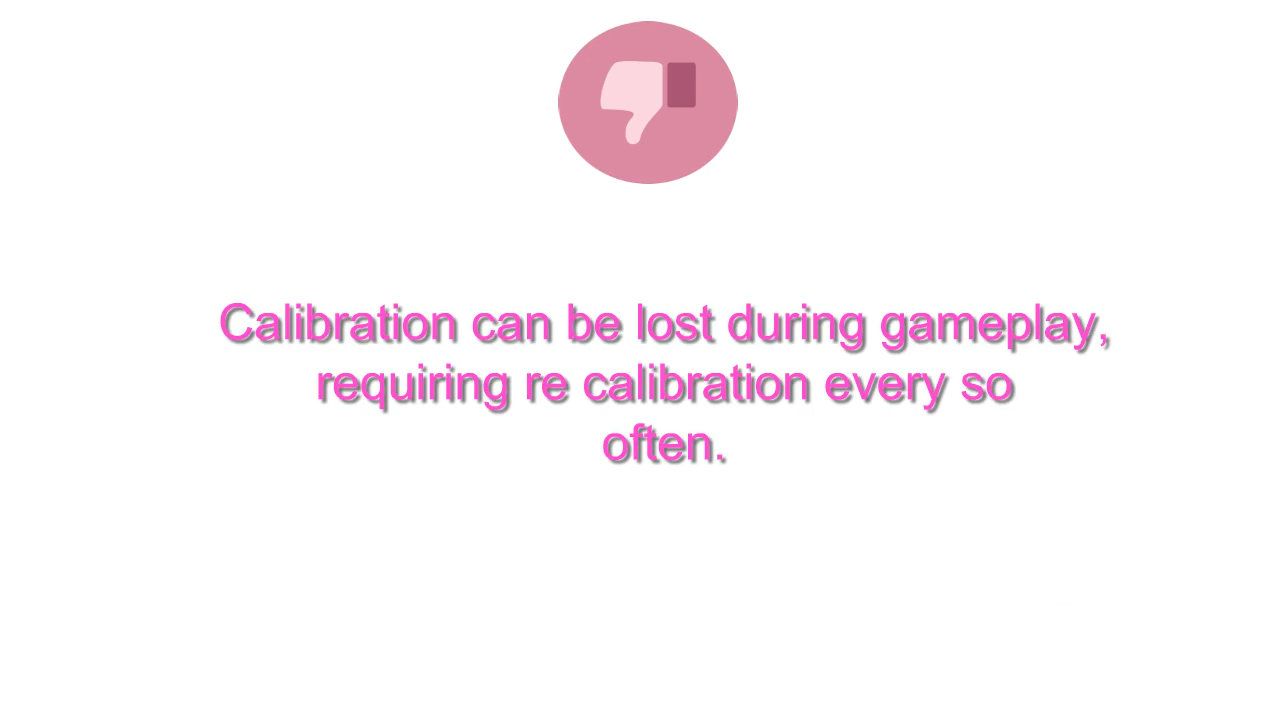 Calibration can be lost during gameplay,
requiring re calibration every so
often.